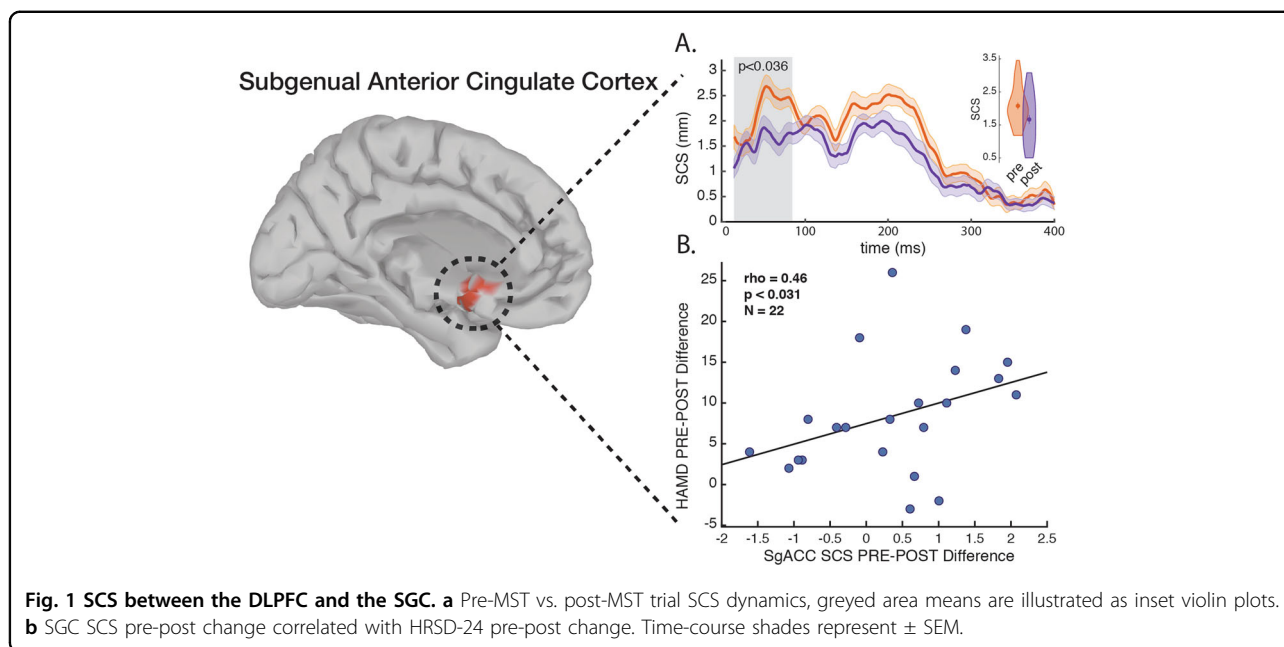 A.
Subgenual Anterior Cingulate Cortex
p<0.036
SCS (mm)
3
2.5
2
1.5
1
0.5
0
0 100 200 300 400
time (ms)
SCS
3.5
2.5
1.5
0.5
pre post
B.
rho = 0.46
p < 0.031
N = 22
HAMD PRE-POST Difference
25
20
15
10
5
0
-5
-2 -1.5 -1 -0.5 0 0.5 1 1.5 2 2.5
SgACC SCS PRE-POST Difference
Fig. 1 SCS between the DLPFC and the SGC. a Pre-MST vs. post-MST trial SCS dynamics, greyed area means are illustrated as inset violin plots.
b SGC SCS pre-post change correlated with HRSD-24 pre-post change. Time-course shades represent ± SEM.